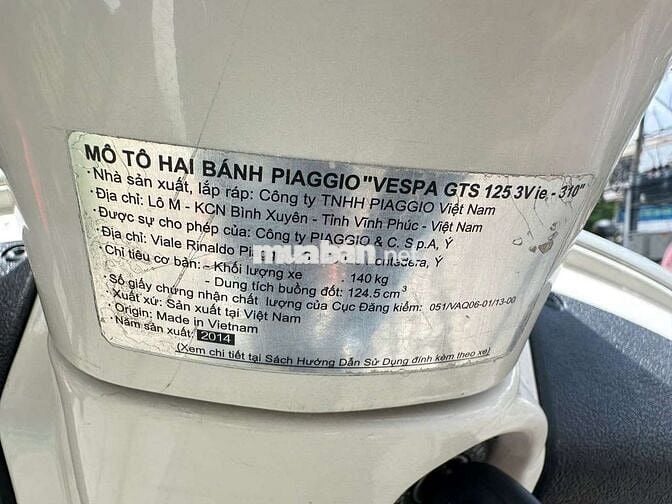 MÔ TÔ HAI BÁNH PIAGGIO "VESPA GTS 125 3V ie - 310"
• Nhà sản xuất, lắp ráp: Công ty TNHH PIAGGIO Việt Nam
• Địa chỉ: Lô M - KCN Bình Xuyên - Tỉnh Vĩnh Phúc - Việt Nam
• Được sự cho phép của: Công ty PIAGGIO & C. S.p.A, Ý
• Địa chỉ: Viale Rinaldo Ý
muaban.net
• Chỉ tiêu cơ bản: - Khối lượng xe : 140 kg
- Dung tích buồng đốt: 124.5 cm³
• Số giấy chứng nhận chất lượng của Cục Đăng kiểm: 051/VAQ06-01/13-00
• Xuất xứ: Sản xuất tại Việt Nam
• Origin: Made in Vietnam
• Năm sản xuất: 2014
(Xem chi tiết tại Sách Hướng Dẫn Sử Dụng đính kèm theo xe)